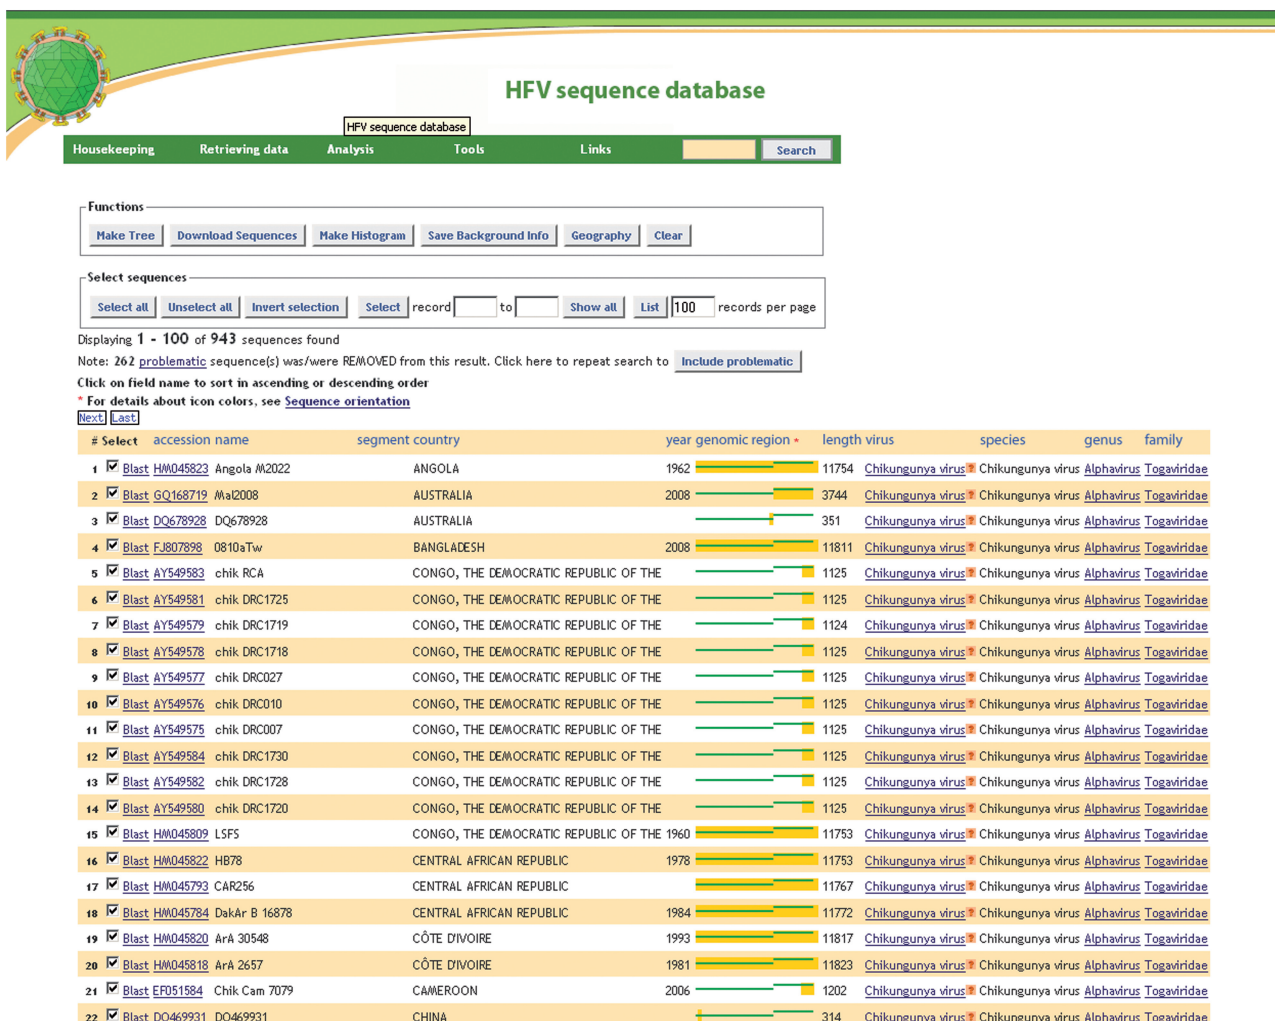 HFV sequence database
HFV sequence database
Housekeeping Retrieving data Analysis Tools Links Search
Functions
Make Tree Download Sequences Make Histogram Save Background Info Geography Clear
Select sequences
Select all Unselect all Invert selection Select record to Show all List 100 records per page
Displaying 1 - 100 of 943 sequences found
Note: 262 problematic sequence(s) was/were REMOVED from this result. Click here to repeat search to Include problematic
Click on field name to sort in ascending or descending order
* For details about icon colors, see Sequence orientation
Next Last
# Select accession name segment country year genomic region * length virus species genus family
1 Blast HM045823 Angola M2022 ANGOLA 1962 11754 Chikungunya virus ? Chikungunya virus Alphavirus Togaviridae
2 Blast GQ168719 Mal2008 AUSTRALIA 2008 3744 Chikungunya virus ? Chikungunya virus Alphavirus Togaviridae
3 Blast DQ678928 DQ678928 AUSTRALIA 351 Chikungunya virus ? Chikungunya virus Alphavirus Togaviridae
4 Blast FJ807898 0810aTw BANGLADESH 2008 11811 Chikungunya virus ? Chikungunya virus Alphavirus Togaviridae
5 Blast AY549583 chik RCA CONGO, THE DEMOCRATIC REPUBLIC OF THE 1125 Chikungunya virus ? Chikungunya virus Alphavirus Togaviridae
6 Blast AY549581 chik DRC1725 CONGO, THE DEMOCRATIC REPUBLIC OF THE 1125 Chikungunya virus ? Chikungunya virus Alphavirus Togaviridae
7 Blast AY549579 chik DRC1719 CONGO, THE DEMOCRATIC REPUBLIC OF THE 1124 Chikungunya virus ? Chikungunya virus Alphavirus Togaviridae
8 Blast AY549578 chik DRC1718 CONGO, THE DEMOCRATIC REPUBLIC OF THE 1125 Chikungunya virus ? Chikungunya virus Alphavirus Togaviridae
9 Blast AY549577 chik DRC027 CONGO, THE DEMOCRATIC REPUBLIC OF THE 1125 Chikungunya virus ? Chikungunya virus Alphavirus Togaviridae
10 Blast AY549576 chik DRC010 CONGO, THE DEMOCRATIC REPUBLIC OF THE 1125 Chikungunya virus ? Chikungunya virus Alphavirus Togaviridae
11 Blast AY549575 chik DRC007 CONGO, THE DEMOCRATIC REPUBLIC OF THE 1125 Chikungunya virus ? Chikungunya virus Alphavirus Togaviridae
12 Blast AY549584 chik DRC1730 CONGO, THE DEMOCRATIC REPUBLIC OF THE 1125 Chikungunya virus ? Chikungunya virus Alphavirus Togaviridae
13 Blast AY549582 chik DRC1728 CONGO, THE DEMOCRATIC REPUBLIC OF THE 1125 Chikungunya virus ? Chikungunya virus Alphavirus Togaviridae
14 Blast AY549580 chik DRC1720 CONGO, THE DEMOCRATIC REPUBLIC OF THE 1125 Chikungunya virus ? Chikungunya virus Alphavirus Togaviridae
15 Blast HM045809 LSFS CONGO, THE DEMOCRATIC REPUBLIC OF THE 1960 11753 Chikungunya virus ? Chikungunya virus Alphavirus Togaviridae
16 Blast HM045822 HB78 CENTRAL AFRICAN REPUBLIC 1978 11753 Chikungunya virus ? Chikungunya virus Alphavirus Togaviridae
17 Blast HM045793 CAR256 CENTRAL AFRICAN REPUBLIC 11767 Chikungunya virus ? Chikungunya virus Alphavirus Togaviridae
18 Blast HM045784 DakAr B 16878 CENTRAL AFRICAN REPUBLIC 1984 11772 Chikungunya virus ? Chikungunya virus Alphavirus Togaviridae
19 Blast HM045820 ArA 30548 CÔTE D'IVOIRE 1993 11817 Chikungunya virus ? Chikungunya virus Alphavirus Togaviridae
20 Blast HM045818 ArA 2657 CÔTE D'IVOIRE 1981 11823 Chikungunya virus ? Chikungunya virus Alphavirus Togaviridae
21 Blast EF051584 Chik Cam 7079 CAMEROON 2006 1202 Chikungunya virus ? Chikungunya virus Alphavirus Togaviridae
22 Blast DQ469931 DQ469931 CHINA 314 Chikungunya virus ? Chikungunya virus Alphavirus Togaviridae